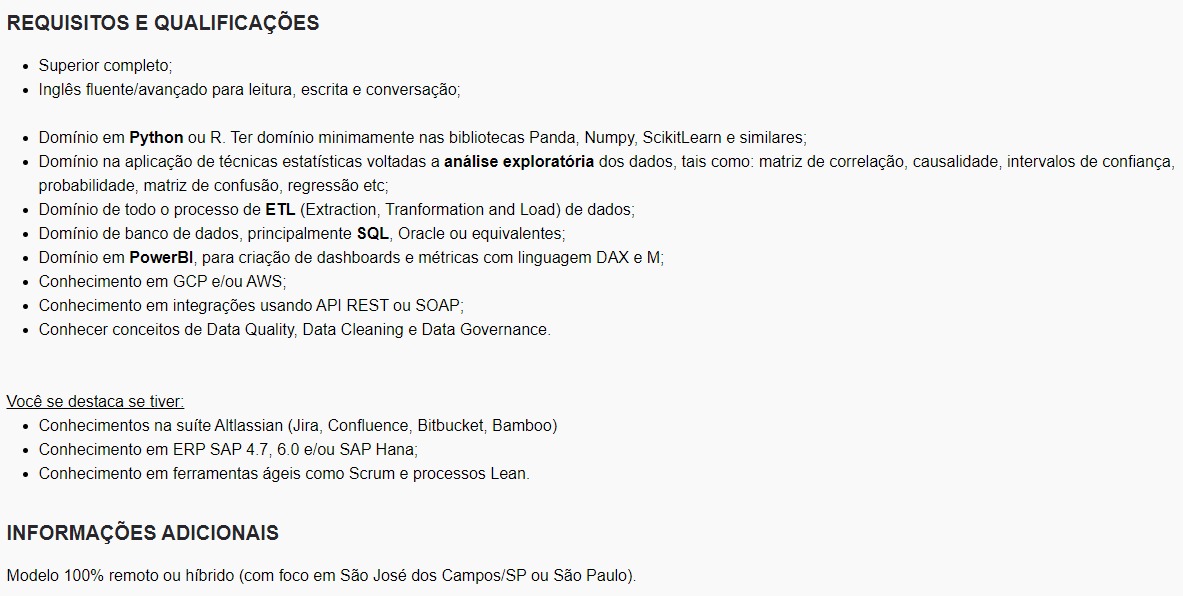 REQUISITOS E QUALIFICAÇÕES
Superior completo;
Inglês fluente/avançado para leitura, escrita e conversação;
Domínio em Python ou R. Ter domínio minimamente nas bibliotecas Panda, Numpy, ScikitLearn e similares;
Domínio na aplicação de técnicas estatísticas voltadas a análise exploratória dos dados, tais como: matriz de correlação, causalidade, intervalos de confiança,
probabilidade, matriz de confusão, regressão etc;
Domínio de todo o processo de ETL (Extraction, Tranformation and Load) de dados;
Domínio de banco de dados, principalmente SQL, Oracle ou equivalentes;
Domínio em PowerBI, para criação de dashboards e métricas com linguagem DAX e M;
Conhecimento em GCP e/ou AWS;
Conhecimento em integrações usando API REST ou SOAP;
Conhecer conceitos de Data Quality, Data Cleaning e Data Governance.
Você se destaca se tiver:
Conhecimentos na suíte Altlassian (Jira, Confluence, Bitbucket, Bamboo)
Conhecimento em ERP SAP 4.7, 6.0 e/ou SAP Hana;
Conhecimento em ferramentas ágeis como Scrum e processos Lean.
INFORMAÇÕES ADICIONAIS
Modelo 100% remoto ou híbrido (com foco em São José dos Campos/SP ou São Paulo).